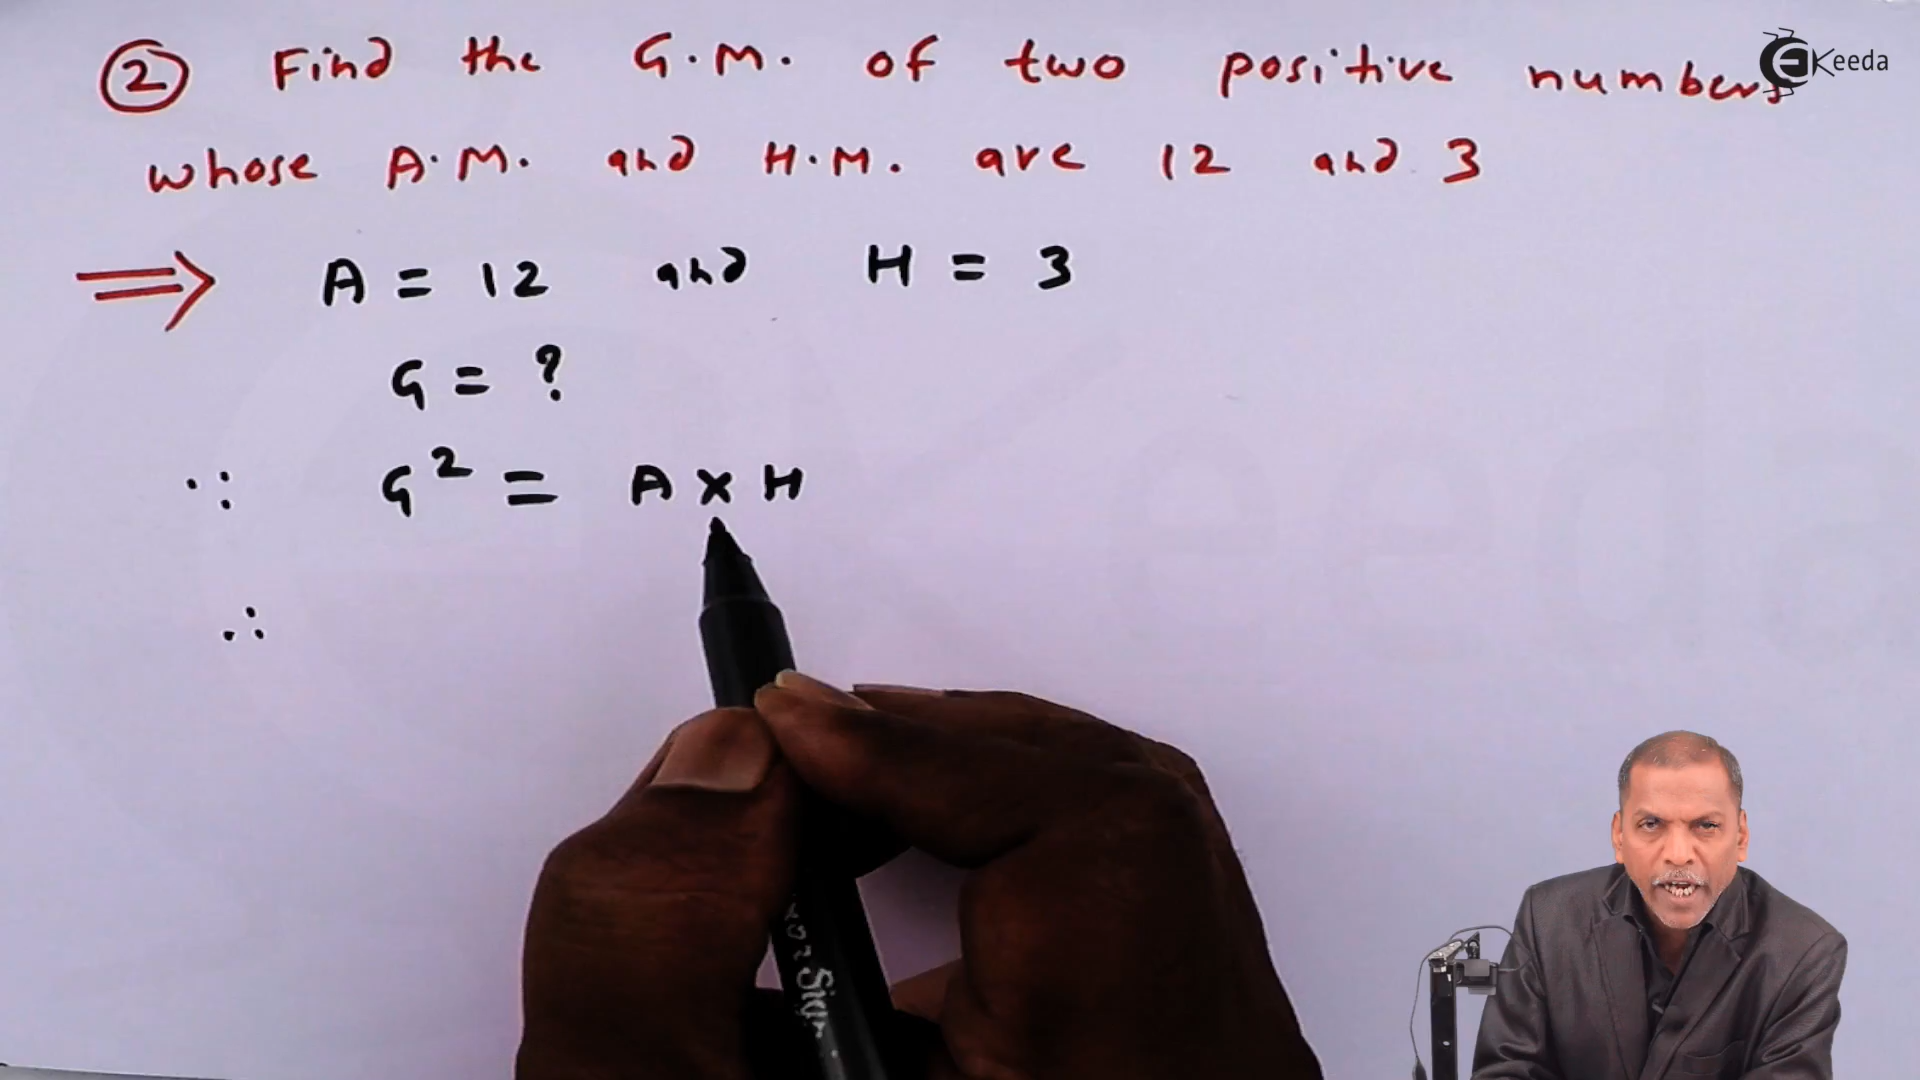 ② Find the G.M. of two positive numbers
whose A.M. and H.M. are 12 and 3
⟹ A = 12 and H = 3
G = ?
∵ G² = A × H
∴
Keeda